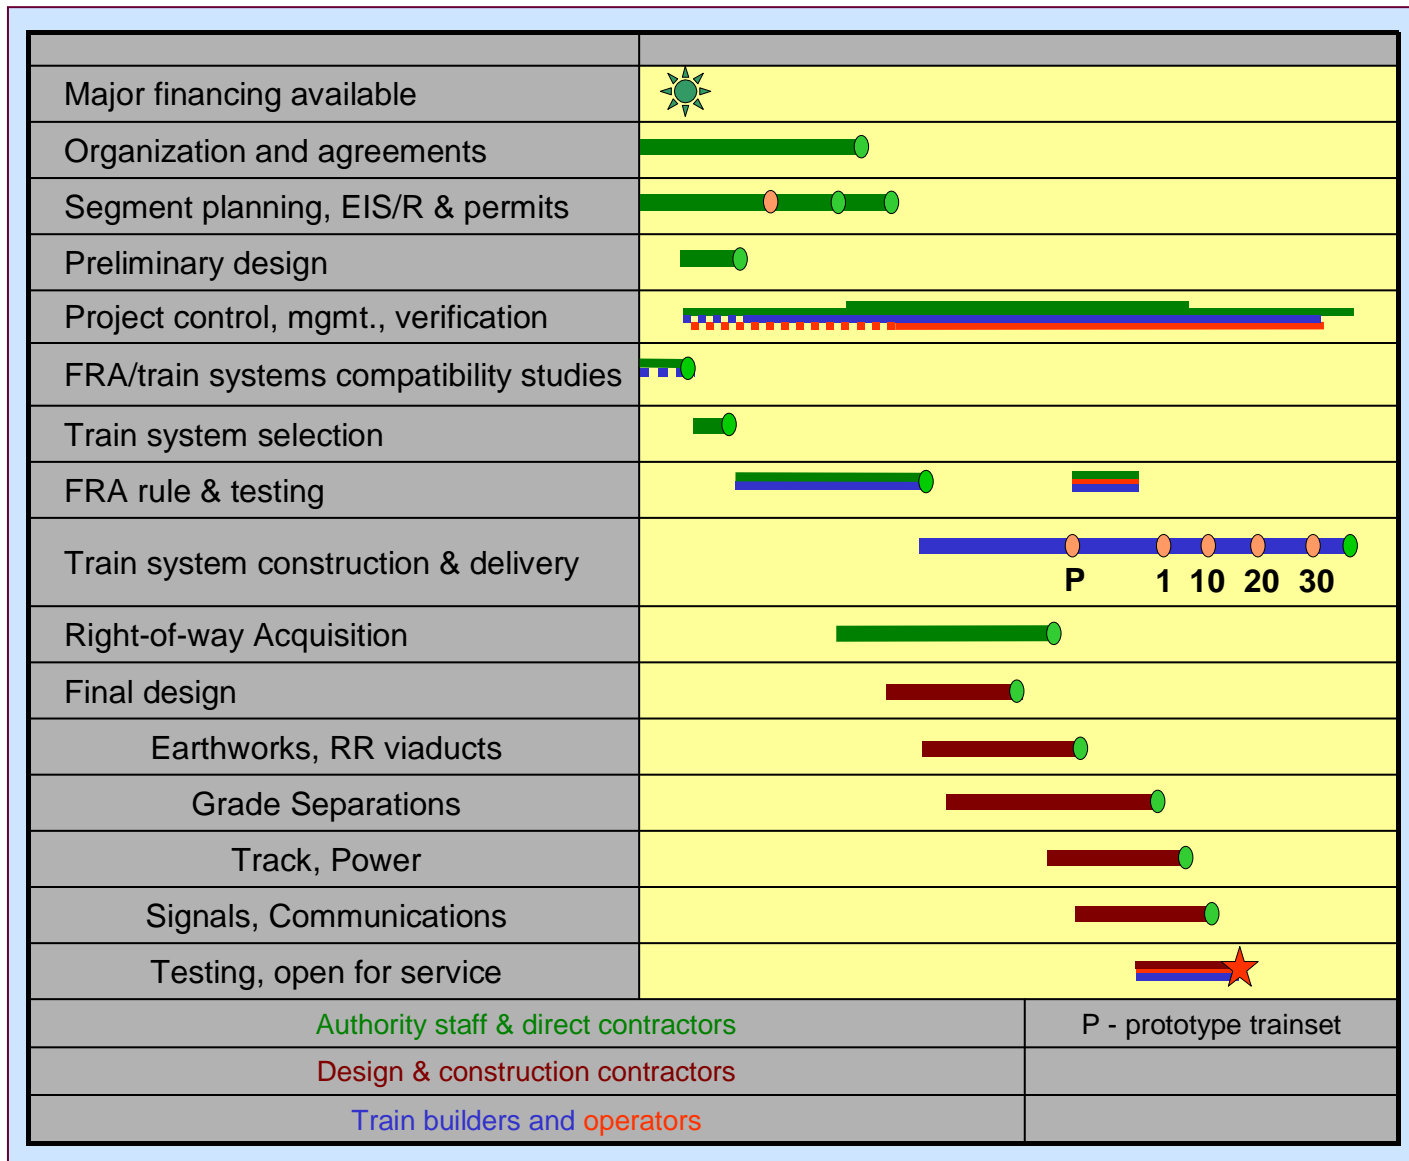 Major financing available
Organization and agreements
Segment planning, EIS/R & permits
Preliminary design
Project control, mgmt., verification
FRA/train systems compatibility studies
Train system selection
FRA rule & testing
Train system construction & delivery
P 1 10 20 30
Right-of-way Acquisition
Final design
Earthworks, RR viaducts
Grade Separations
Track, Power
Signals, Communications
Testing, open for service
Authority staff & direct contractors
P - prototype trainset
Design & construction contractors
Train builders and operators